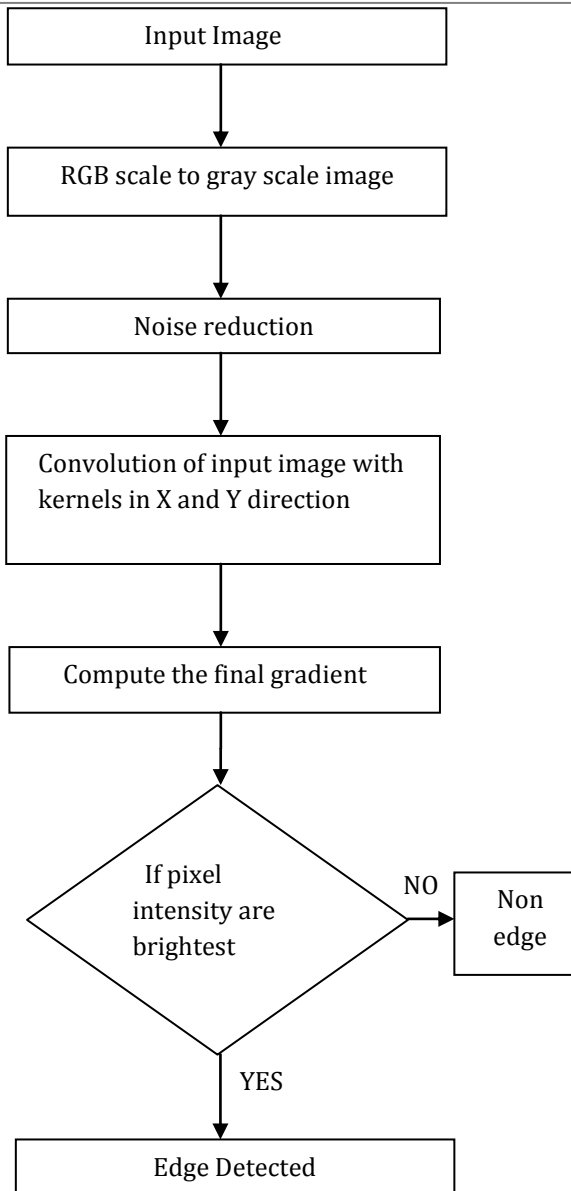 Input Image
RGB scale to gray scale image
Noise reduction
Convolution of input image with
kernels in X and Y direction
Compute the final gradient
If pixel
intensity are
brightest
NO
Non
edge
YES
Edge Detected